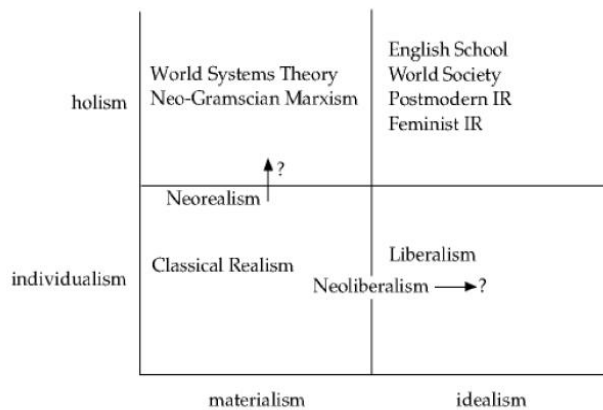 English School
World Systems Theory World Society
holism Neo-Gramscian Marxism Postmodern IR
Feminist IR
?
Neorealism
Classical Realism Liberalism
individualism Neoliberalism ?
materialism idealism